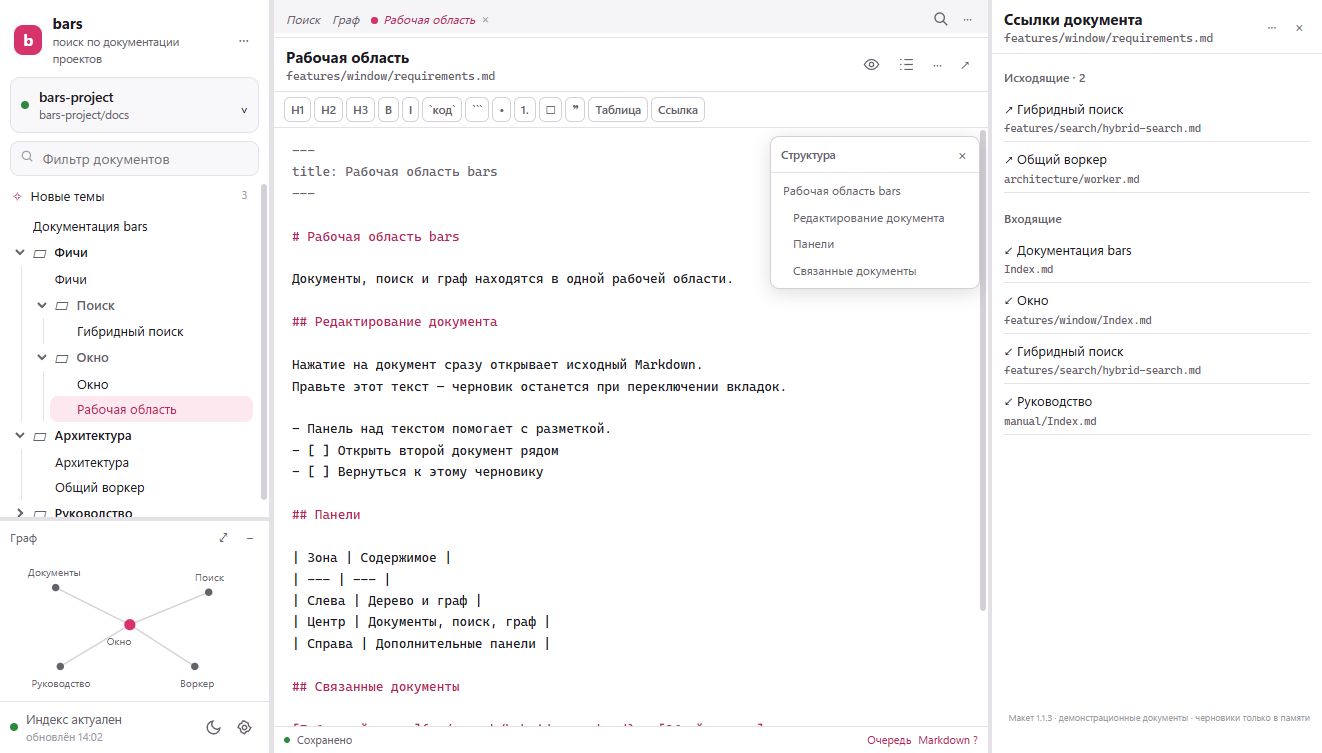 b
bars
поиск по документации
проектов
...
bars-project
bars-project/docs
Фильтр документов
Новые темы 3
Документация bars
Фичи
Фичи
Поиск
Гибридный поиск
Окно
Окно
Рабочая область
Архитектура
Архитектура
Общий воркер
Руководство
Граф
Документы
Поиск
Окно
Руководство
Воркер
Индекс актуален
обновлён 14:02
Поиск Граф Рабочая область ×
...
Рабочая область
features/window/requirements.md
...
H1 H2 H3 B I `код` ``` • 1. ☐ ❞ Таблица Ссылка
---
title: Рабочая область bars
---
# Рабочая область bars
Документы, поиск и граф находятся в одной рабочей области.
## Редактирование документа
Нажатие на документ сразу открывает исходный Markdown.
Правьте этот текст — черновик останется при переключении вкладок.
- Панель над текстом помогает с разметкой.
- [ ] Открыть второй документ рядом
- [ ] Вернуться к этому черновику
## Панели
| Зона | Содержимое |
| --- | --- |
| Слева | Дерево и граф |
| Центр | Документы, поиск, граф |
| Справа | Дополнительные панели |
## Связанные документы
Структура ×
Рабочая область bars
Редактирование документа
Панели
Связанные документы
Сохранено
Очередь Markdown ?
Ссылки документа
features/window/requirements.md
... ×
Исходящие · 2
↗ Гибридный поиск
features/search/hybrid-search.md
↗ Общий воркер
architecture/worker.md
Входящие
↙ Документация bars
Index.md
↙ Окно
features/window/Index.md
↙ Гибридный поиск
features/search/hybrid-search.md
↙ Руководство
manual/Index.md
Макет 1.1.3 · демонстрационные документы · черновики только в памяти